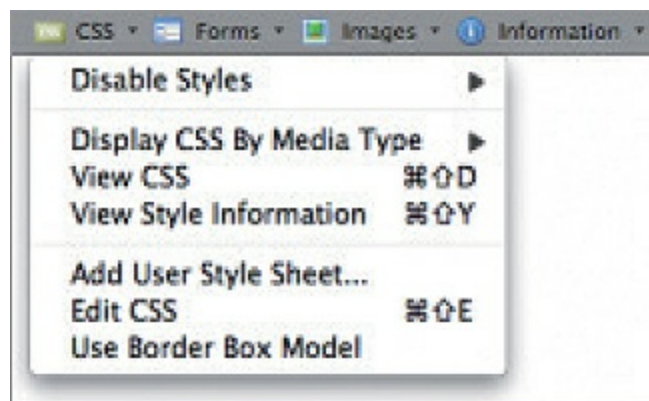 CSS Forms Images Information
Disable Styles
Display CSS By Media Type
View CSS ⌘⇧D
View Style Information ⌘⇧Y
Add User Style Sheet...
Edit CSS ⌘⇧E
Use Border Box Model